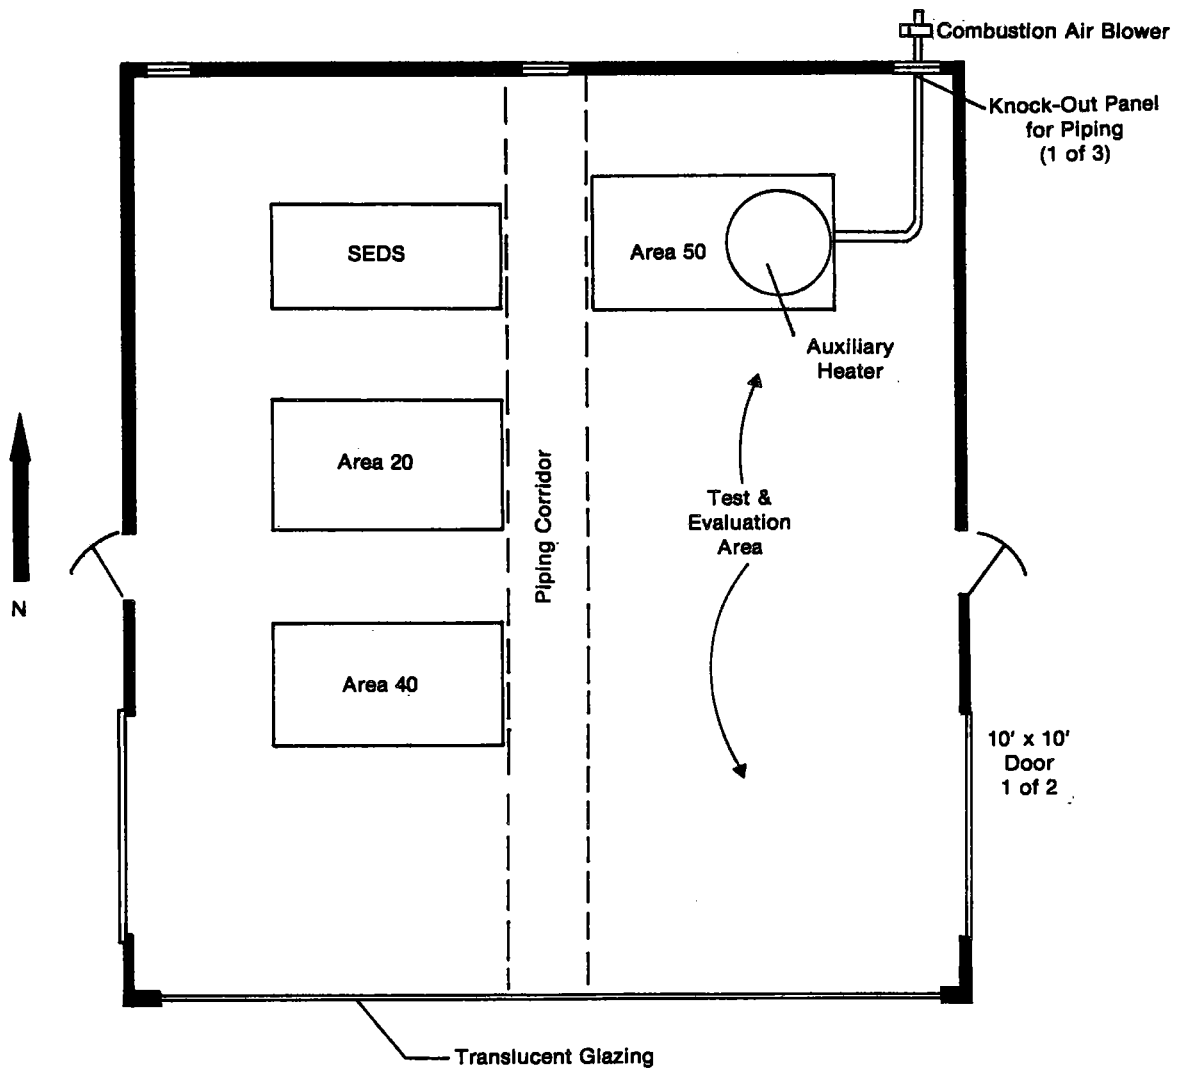 Combustion Air Blower
Knock-Out Panel
for Piping
(1 of 3)
SEDS
Area 50
Auxiliary
Heater
Area 20
Piping Corridor
Test &
Evaluation
Area
N
Area 40
10' x 10'
Door
1 of 2
Translucent Glazing